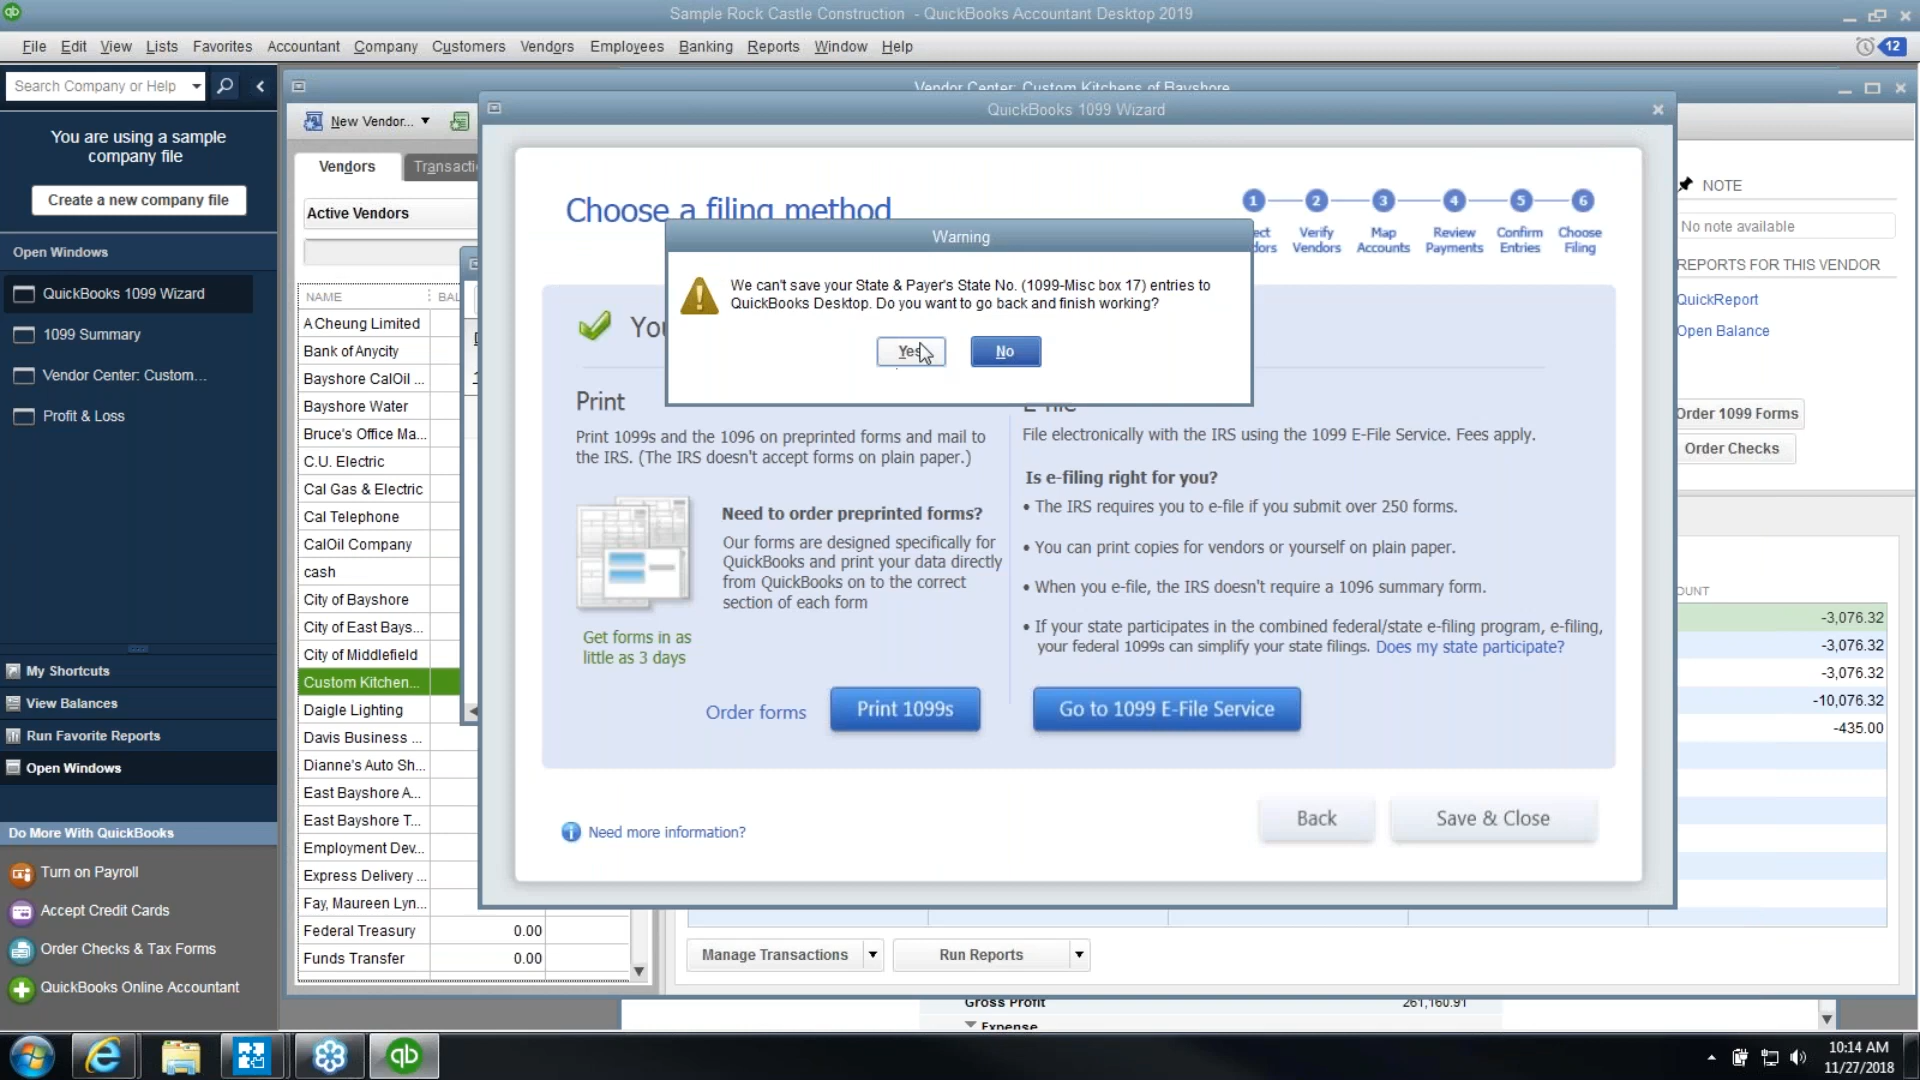 Sample Rock Castle Construction - QuickBooks Accountant Desktop 2019
File Edit View Lists Favorites Accountant Company Customers Vendors Employees Banking Reports Window Help
12
Search Company or Help
You are using a sample
company file
Create a new company file
Open Windows
QuickBooks 1099 Wizard
1099 Summary
Vendor Center: Custom...
Profit & Loss
My Shortcuts
View Balances
Run Favorite Reports
Open Windows
Do More With QuickBooks
Turn on Payroll
Accept Credit Cards
Order Checks & Tax Forms
QuickBooks Online Accountant
Vendor Center: Custom Kitchens of Bayshore
New Vendor...
Vendors
Transacti
Active Vendors
NAME
BAL
A Cheung Limited
Bank of Anycity
Bayshore CalOil ...
Bayshore Water
Bruce's Office Ma...
C.U. Electric
Cal Gas & Electric
Cal Telephone
CalOil Company
cash
City of Bayshore
City of East Bays...
City of Middlefield
Custom Kitchen...
Daigle Lighting
Davis Business ...
Dianne's Auto Sh...
East Bayshore A...
East Bayshore T...
Employment Dev...
Express Delivery ...
Fay, Maureen Lyn...
Federal Treasury 0.00
Funds Transfer 0.00
QuickBooks 1099 Wizard
Choose a filing method
1 2 3 4 5 6
ect Verify Map Review Confirm Choose
dors Vendors Accounts Payments Entries Filing
Warning
We can't save your State & Payer's State No. (1099-Misc box 17) entries to
QuickBooks Desktop. Do you want to go back and finish working?
Yes
No
You
Print
Print 1099s and the 1096 on preprinted forms and mail to
the IRS. (The IRS doesn't accept forms on plain paper.)
Need to order preprinted forms?
Our forms are designed specifically for
QuickBooks and print your data directly
from QuickBooks on to the correct
section of each form
Get forms in as
little as 3 days
Order forms
Print 1099s
E-file
File electronically with the IRS using the 1099 E-File Service. Fees apply.
Is e-filing right for you?
• The IRS requires you to e-file if you submit over 250 forms.
• You can print copies for vendors or yourself on plain paper.
• When you e-file, the IRS doesn't require a 1096 summary form.
• If your state participates in the combined federal/state e-filing program, e-filing,
your federal 1099s can simplify your state filings. Does my state participate?
Go to 1099 E-File Service
Need more information?
Back
Save & Close
NOTE
No note available
REPORTS FOR THIS VENDOR
QuickReport
Open Balance
Order 1099 Forms
Order Checks
OUNT
-3,076.32
-3,076.32
-3,076.32
-10,076.32
-435.00
Manage Transactions
Run Reports
Gross Profit 261,160.91
Expense
10:14 AM
11/27/2018